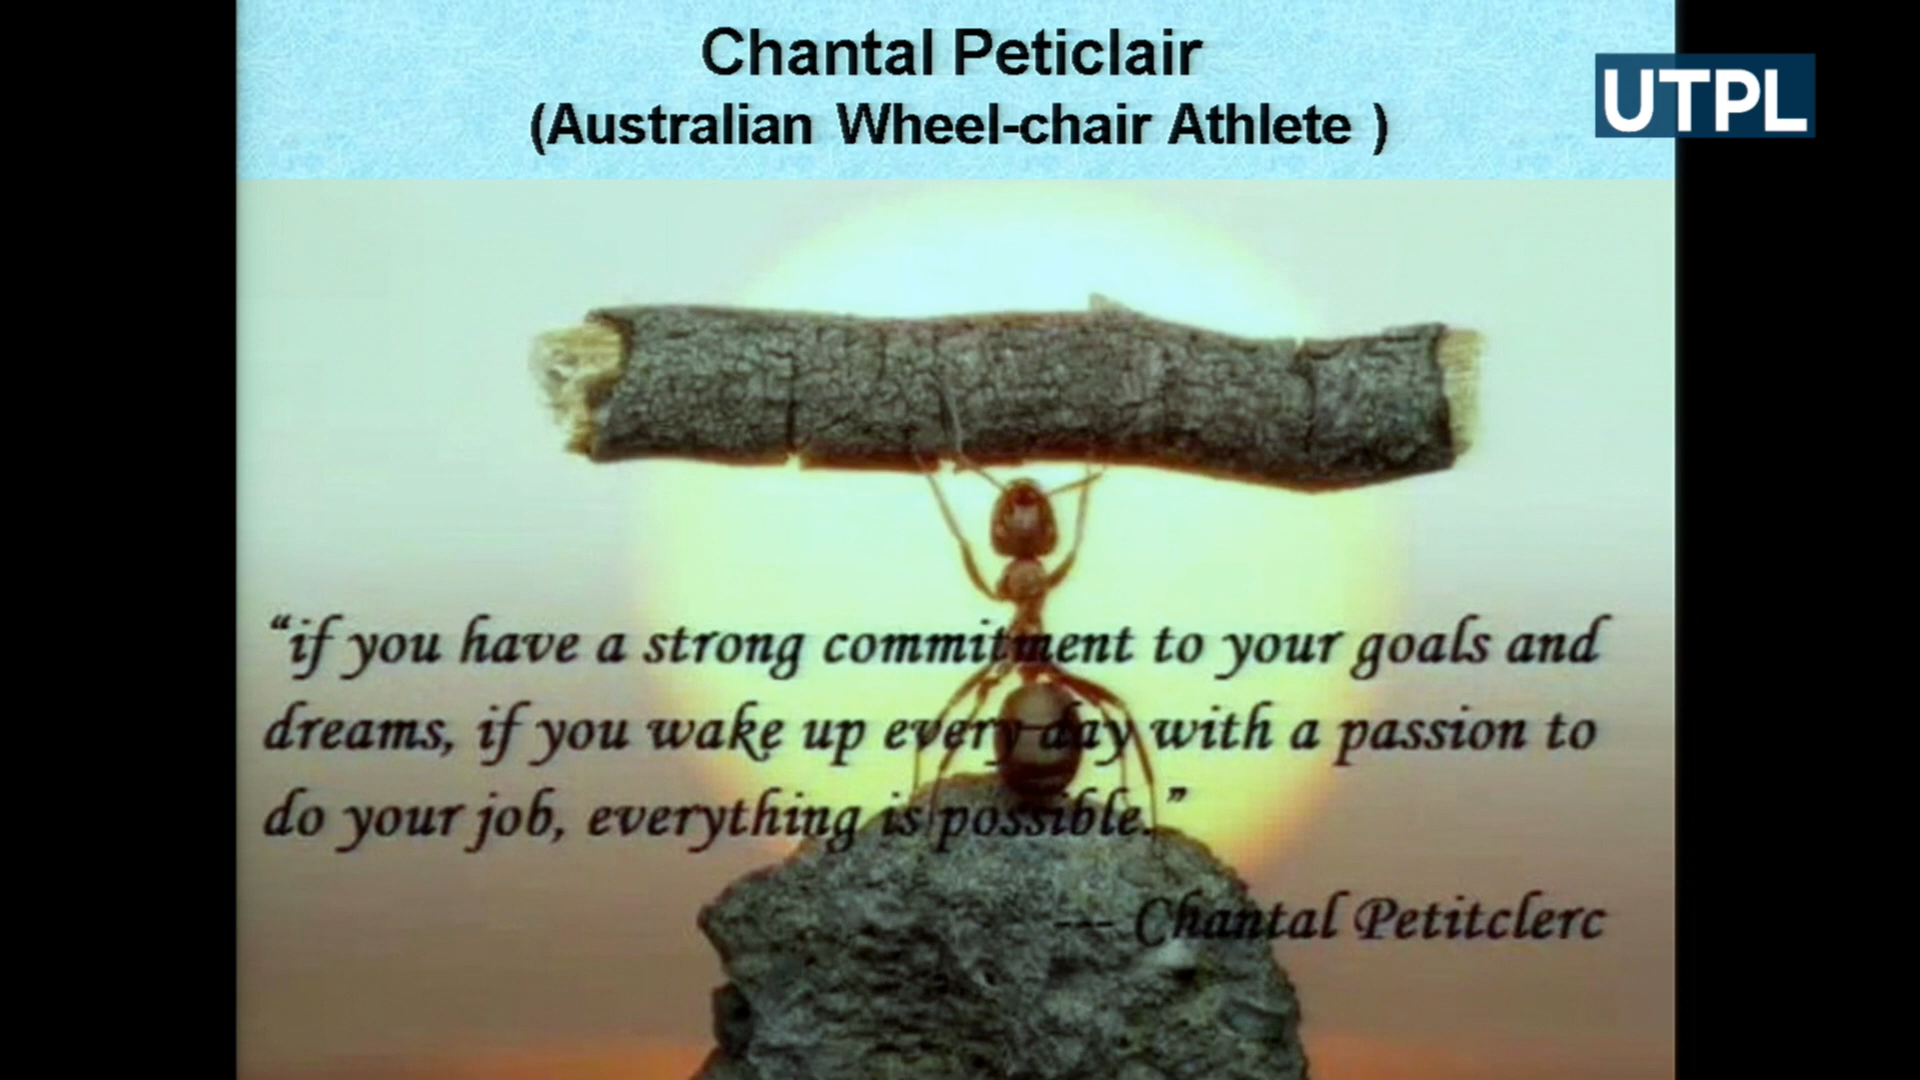 Chantal Peticlair
(Australian Wheel-chair Athlete )
UTPL
“if you have a strong commitment to your goals and
dreams, if you wake up every day with a passion to
do your job, everything is possible.”
--- Chantal Petitclerc